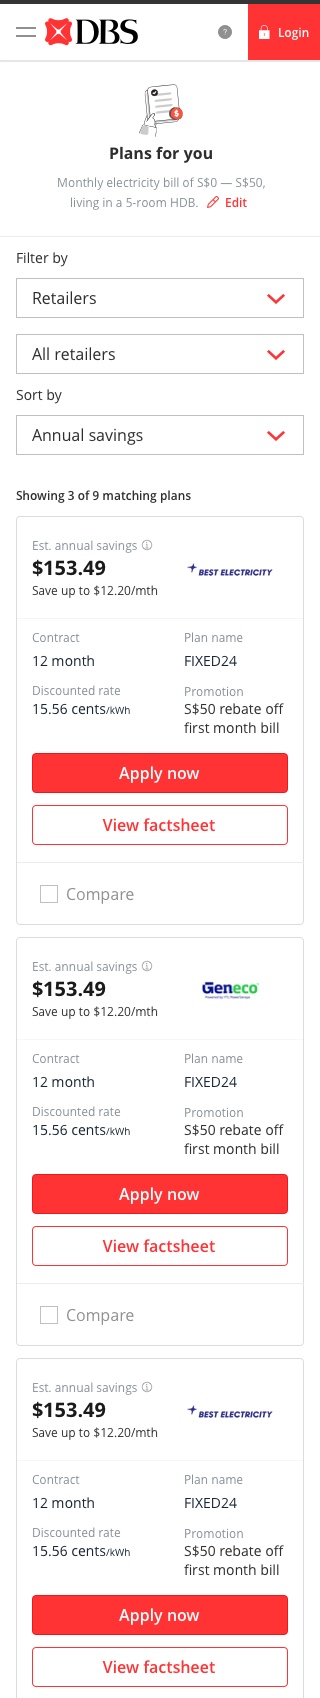 DBS
?
Login
$
Plans for you
Monthly electricity bill of S$0 — S$50,
living in a 5-room HDB. Edit
Filter by
Retailers
All retailers
Sort by
Annual savings
Showing 3 of 9 matching plans
Est. annual savings
$153.49
Save up to $12.20/mth
BEST ELECTRICITY
Contract
12 month
Plan name
FIXED24
Discounted rate
15.56 cents/kWh
Promotion
S$50 rebate off
first month bill
Apply now
View factsheet
Compare
Est. annual savings
$153.49
Save up to $12.20/mth
Geneco
Powered by YTL PowerSeraya
Contract
12 month
Plan name
FIXED24
Discounted rate
15.56 cents/kWh
Promotion
S$50 rebate off
first month bill
Apply now
View factsheet
Compare
Est. annual savings
$153.49
Save up to $12.20/mth
BEST ELECTRICITY
Contract
12 month
Plan name
FIXED24
Discounted rate
15.56 cents/kWh
Promotion
S$50 rebate off
first month bill
Apply now
View factsheet